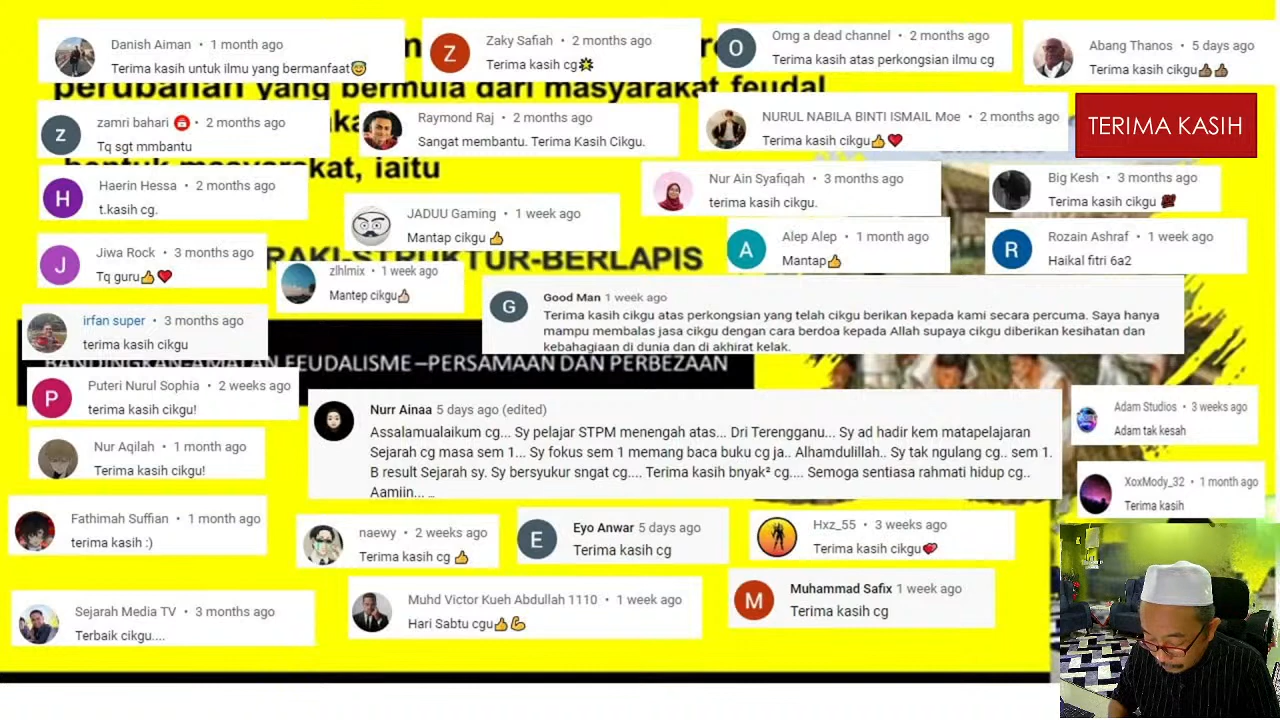 Danish Aiman • 1 month ago
Terima kasih untuk ilmu yang bermanfaat😇
Z
Zaky Safiah • 2 months ago
Terima kasih cg🌟
O
Omg a dead channel • 2 months ago
Terima kasih atas perkongsian ilmu cg
Abang Thanos • 5 days ago
Terima kasih cikgu👍🏽👍🏽
perubahan yang bermula dari masyarakat feudal
z
zamri bahari • 2 months ago
Tq sgt mmbantu
Raymond Raj • 2 months ago
Sangat membantu. Terima Kasih Cikgu.
NURUL NABILA BINTI ISMAIL Moe • 2 months ago
Terima kasih cikgu👍❤️
TERIMA KASIH
bentuk masyarakat, iaitu
H
Haerin Hessa • 2 months ago
t.kasih cg.
JADUU Gaming • 1 week ago
Mantap cikgu 👍
Nur Ain Syafiqah • 3 months ago
terima kasih cikgu.
Big Kesh • 3 months ago
Terima kasih cikgu 💯
J
Jiwa Rock • 3 months ago
Tq guru👍❤️
RAKI-STRUKTUR-BERLAPIS
A
Alep Alep • 1 month ago
Mantap👍
R
Rozain Ashraf • 1 week ago
Haikal fitri 6a2
zlhlmix • 1 week ago
Mantep cikgu👍🏻
G
Good Man 1 week ago
Terima kasih cikgu atas perkongsian yang telah cikgu berikan kepada kami secara percuma. Saya hanya
mampu membalas jasa cikgu dengan cara berdoa kepada Allah supaya cikgu diberikan kesihatan dan
kebahagiaan di dunia dan di akhirat kelak.
irfan super • 3 months ago
terima kasih cikgu
BANDINGKAN-AMALAN FEUDALISME –PERSAMAAN DAN PERBEZAAN
P
Puteri Nurul Sophia • 2 weeks ago
terima kasih cikgu!
Nurr Ainaa 5 days ago (edited)
Assalamualaikum cg... Sy pelajar STPM menengah atas... Dri Terengganu... Sy ad hadir kem matapelajaran
Sejarah cg masa sem 1... Sy fokus sem 1 memang baca buku cg ja.. Alhamdulillah.. Sy tak ngulang cg.. sem 1.
B result Sejarah sy. Sy bersyukur sngat cg.... Terima kasih bnyak² cg.... Semoga sentiasa rahmati hidup cg..
Aamiin... ...
Adam Studios • 3 weeks ago
Adam tak kesah
Nur Aqilah • 1 month ago
Terima kasih cikgu!
XoxMody_32 • 1 month ago
Terima kasih
Fathimah Suffian • 1 month ago
terima kasih :)
naewy • 2 weeks ago
Terima kasih cg 👍
E
Eyo Anwar 5 days ago
Terima kasih cg
Hxz_55 • 3 weeks ago
Terima kasih cikgu💕
Sejarah Media TV • 3 months ago
Terbaik cikgu....
Muhd Victor Kueh Abdullah 1110 • 1 week ago
Hari Sabtu cgu👍💪
M
Muhammad Safix 1 week ago
Terima kasih cg